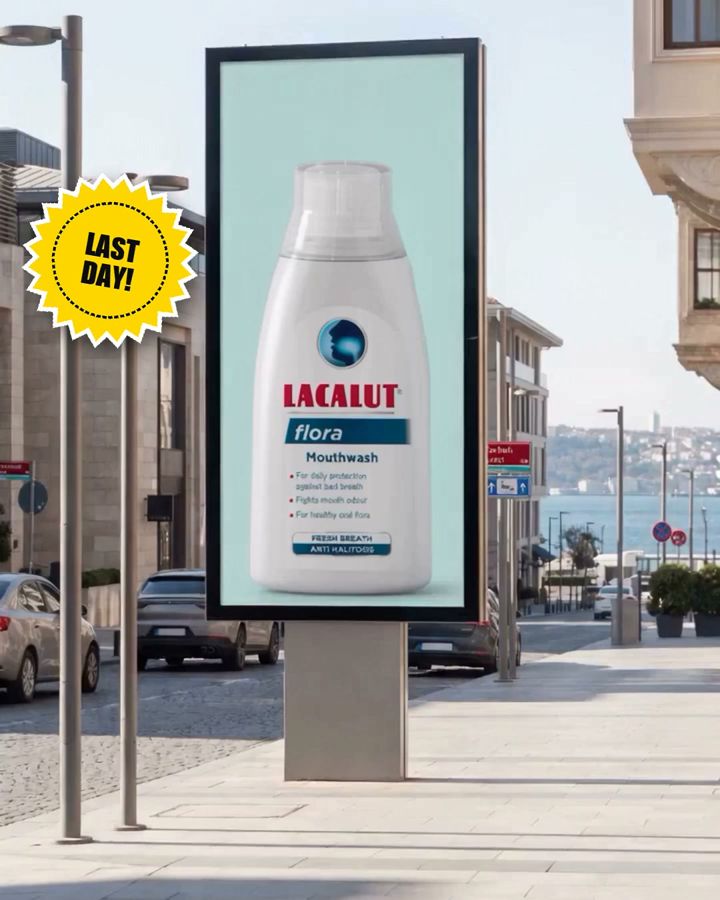 LAST
DAY!
LACALUT
flora
Mouthwash
For daily protection
against bad breath
Fights mouth odour
For healthy oral flora
FRESH BREATH
ANTI HALITOSIS